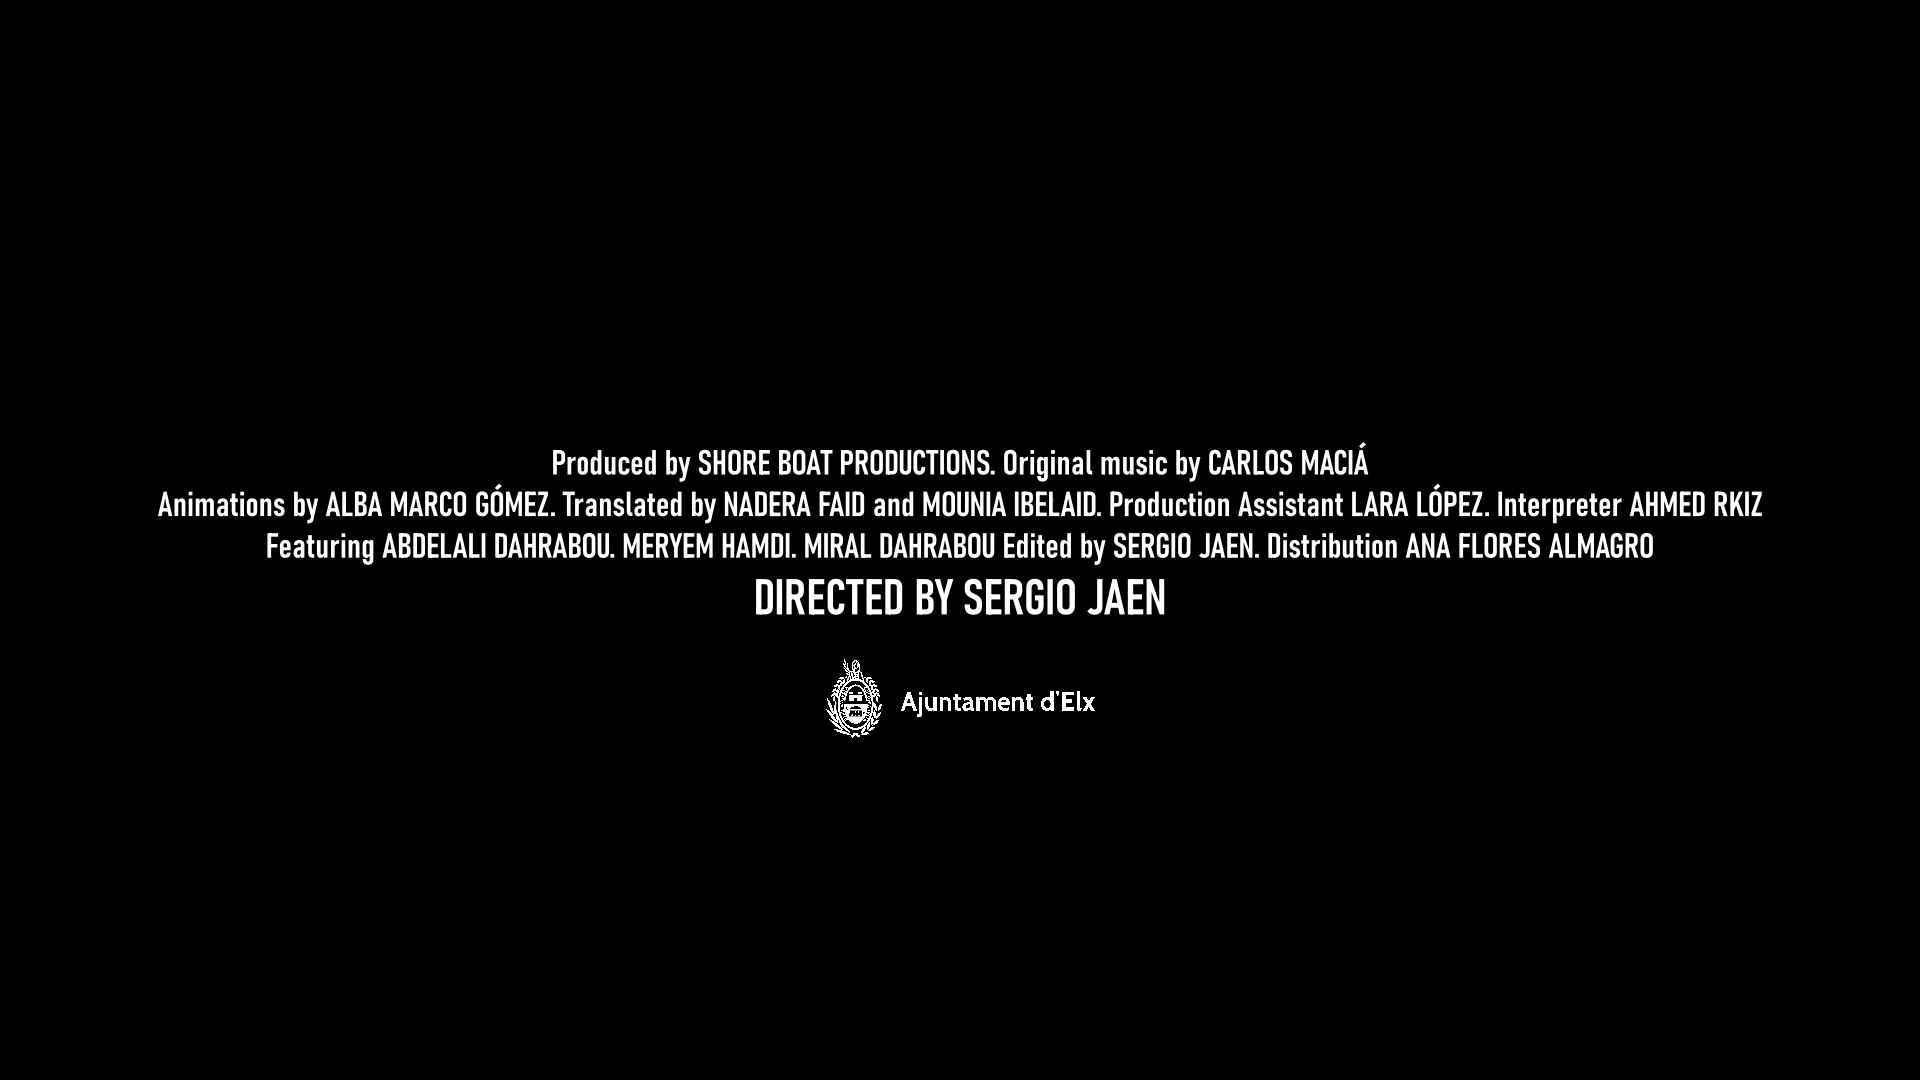 Produced by SHORE BOAT PRODUCTIONS. Original music by CARLOS MACIÁ
Animations by ALBA MARCO GÓMEZ. Translated by NADERA FAID and MOUNIA IBELAID. Production Assistant LARA LÓPEZ. Interpreter AHMED RKIZ
Featuring ABDELALI DAHRABOU. MERYEM HAMDI. MIRAL DAHRABOU Edited by SERGIO JAEN. Distribution ANA FLORES ALMAGRO
DIRECTED BY SERGIO JAEN
Ajuntament d'Elx